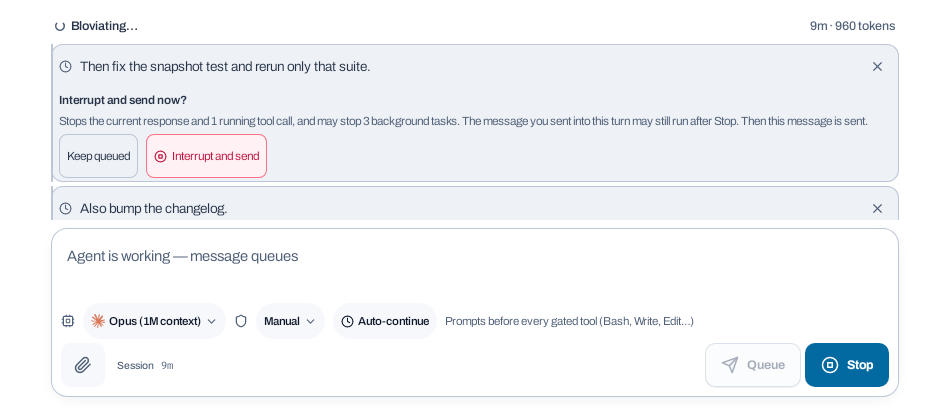 Bloviating...
9m · 960 tokens
Then fix the snapshot test and rerun only that suite.
Interrupt and send now?
Stops the current response and 1 running tool call, and may stop 3 background tasks. The message you sent into this turn may still run after Stop. Then this message is sent.
Keep queued
Interrupt and send
Also bump the changelog.
Agent is working — message queues
Opus (1M context)
Manual
Auto-continue
Prompts before every gated tool (Bash, Write, Edit...)
Session 9m
Queue
Stop